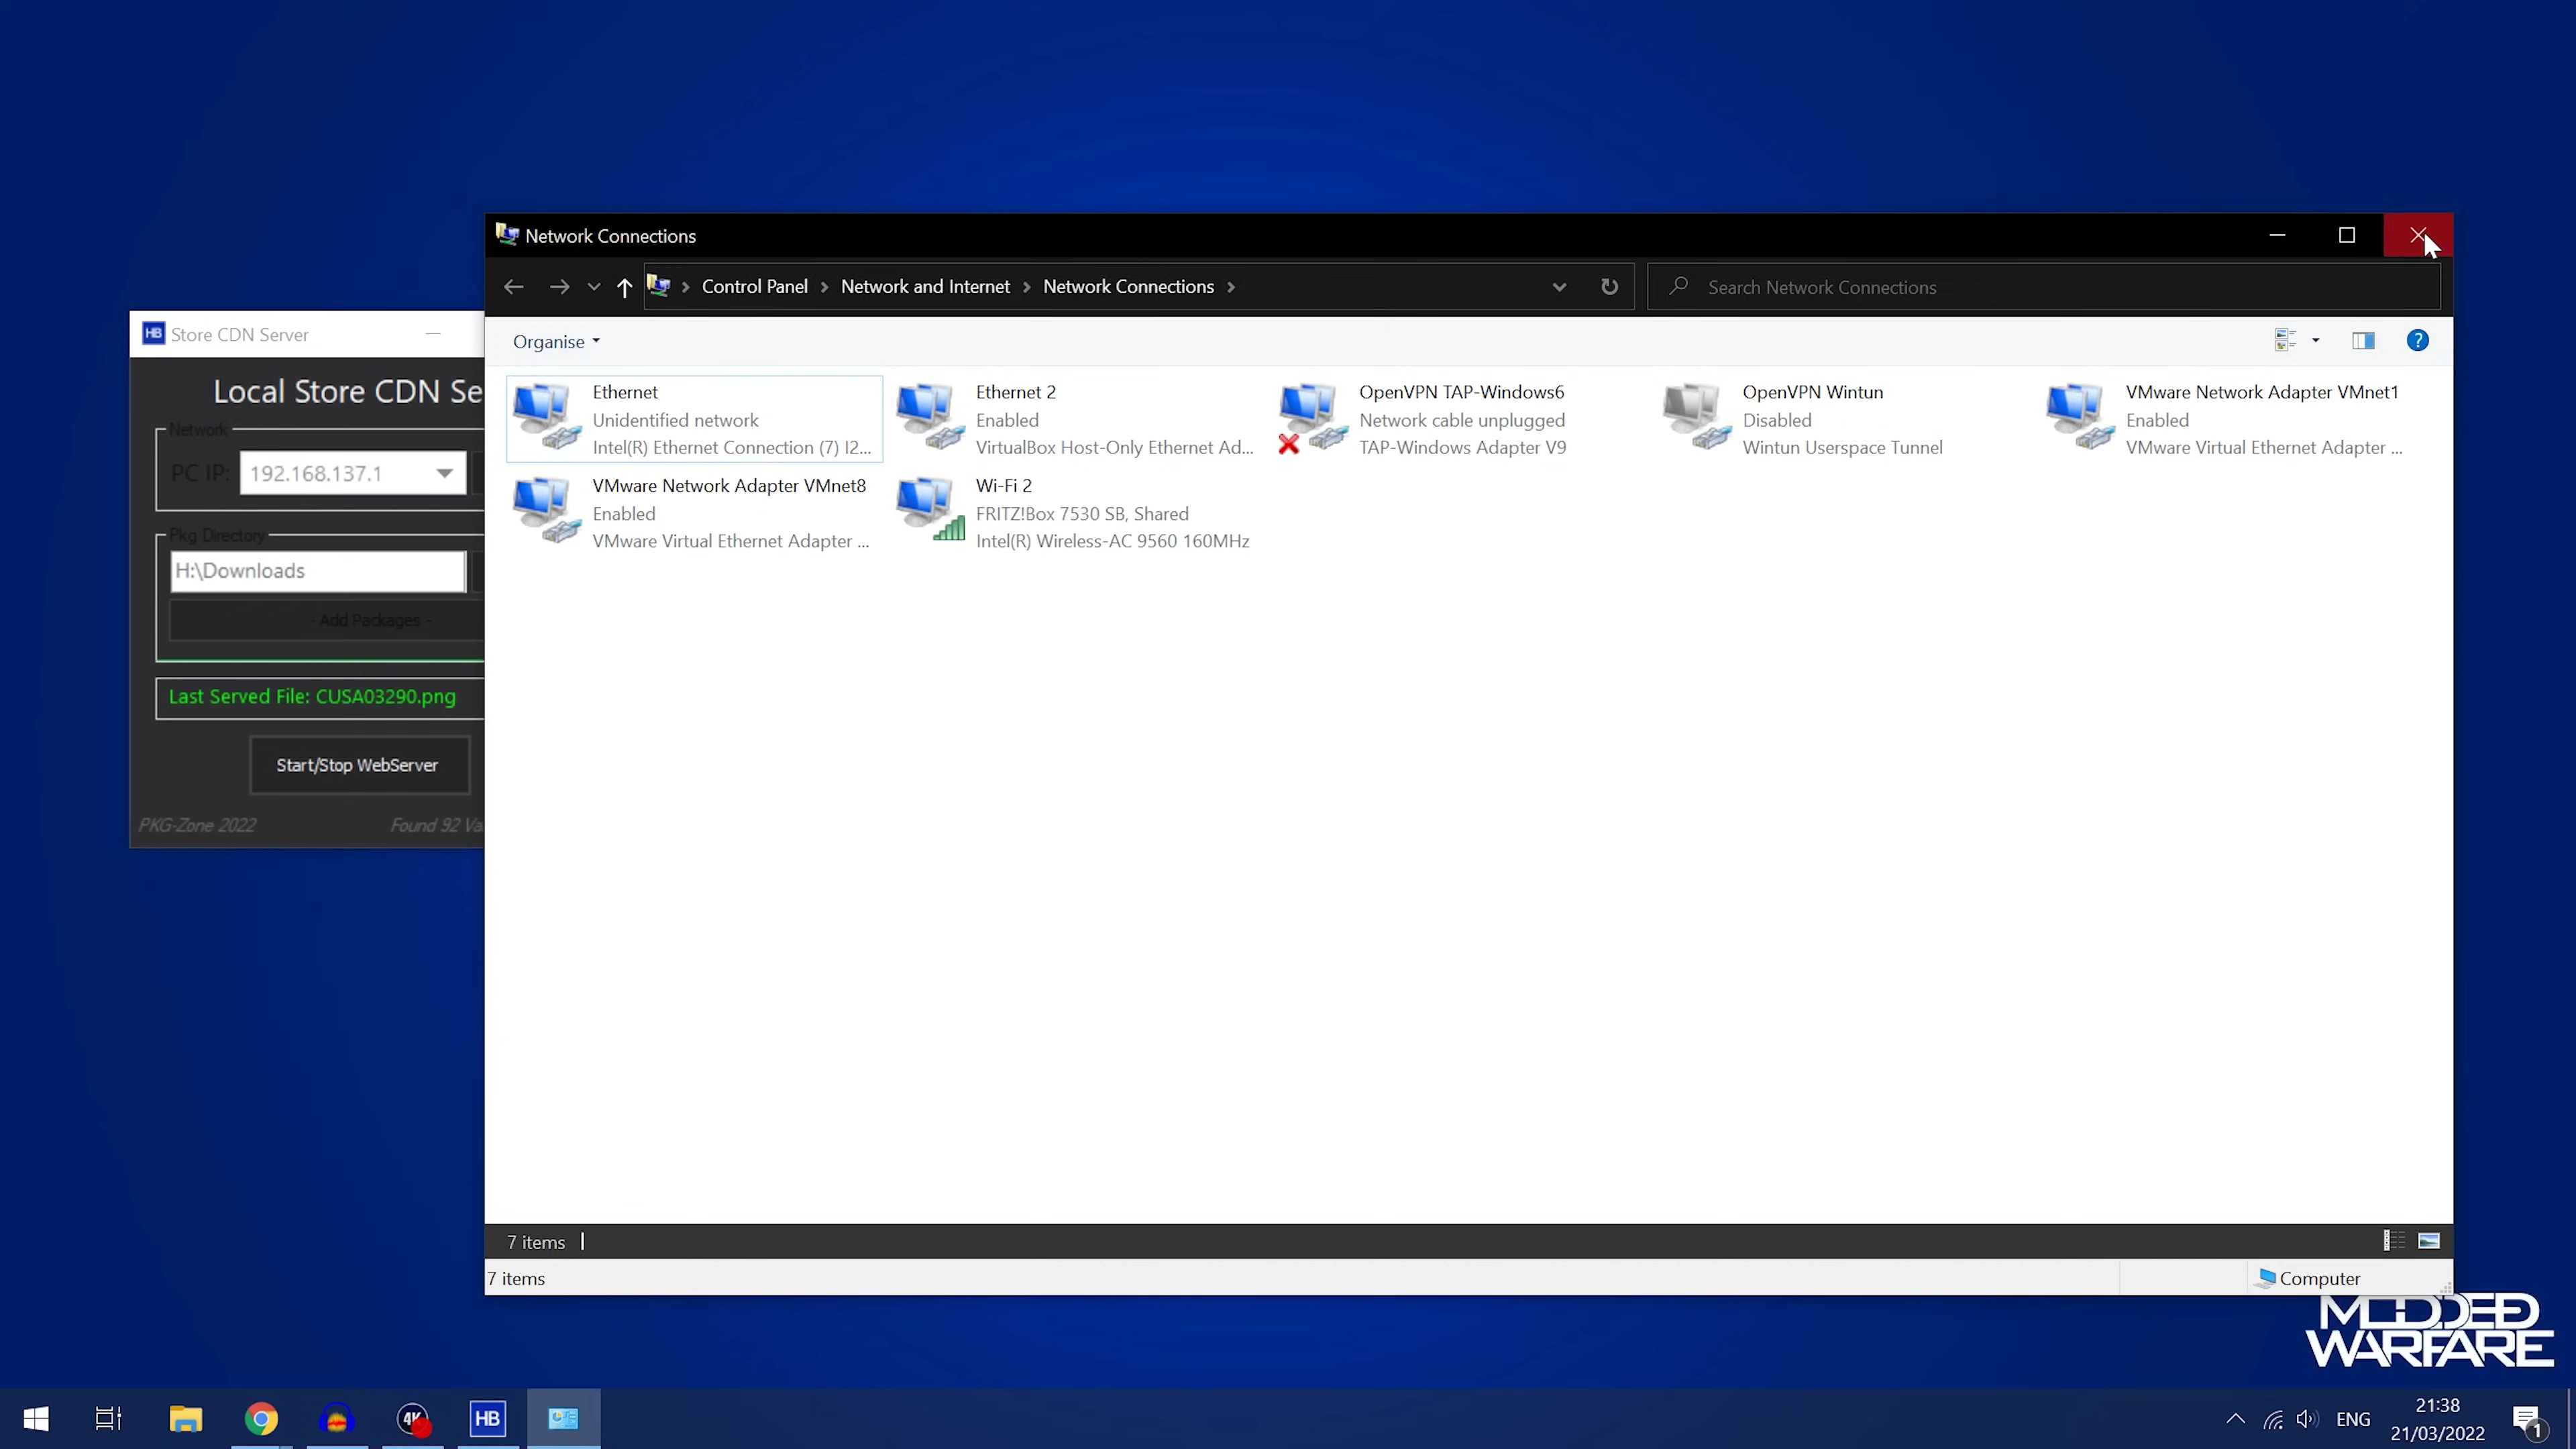 Network Connections
Control Panel
Network and Internet
Network Connections
Search Network Connections
Organise
?
Ethernet
Unidentified network
Intel(R) Ethernet Connection (7) I2...
Ethernet 2
Enabled
VirtualBox Host-Only Ethernet Ad...
OpenVPN TAP-Windows6
Network cable unplugged
TAP-Windows Adapter V9
OpenVPN Wintun
Disabled
Wintun Userspace Tunnel
VMware Network Adapter VMnet1
Enabled
VMware Virtual Ethernet Adapter ...
VMware Network Adapter VMnet8
Enabled
VMware Virtual Ethernet Adapter ...
Wi-Fi 2
FRITZ!Box 7530 SB, Shared
Intel(R) Wireless-AC 9560 160MHz
7 items
7 items
Computer
HB Store CDN Server
Local Store CDN Se
Network
PC IP: 192.168.137.1
Pkg Directory
H:\Downloads
- Add Packages -
Last Served File: CUSA03290.png
Start/Stop WebServer
PKG-Zone 2022
Found 92 Va
MODDED
WARFARE
4K
HB
ENG
21:38
21/03/2022
1